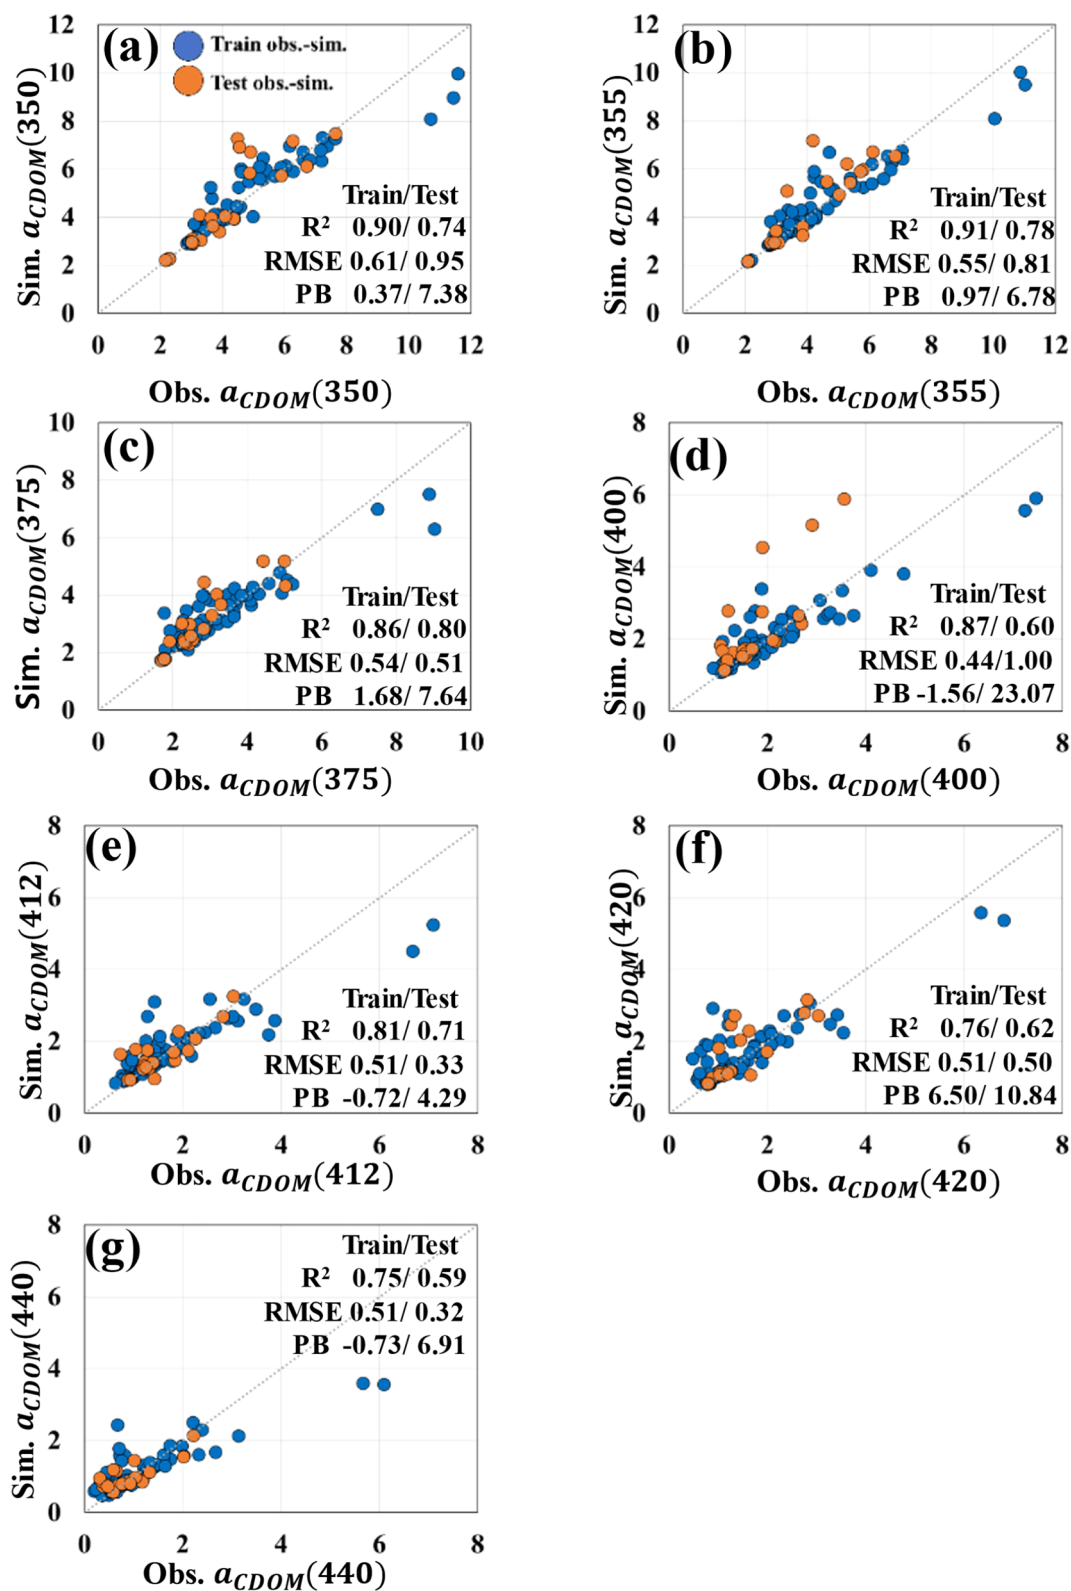 (a)
Train obs.-sim.
Test obs.-sim.
Train/Test
R² 0.90/ 0.74
RMSE 0.61/ 0.95
PB 0.37/ 7.38
12
10
8
6
4
2
0
0 2 4 6 8 10 12
Sim. aCDOM(350)
Obs. aCDOM(350)
(b)
Train/Test
R² 0.91/ 0.78
RMSE 0.55/ 0.81
PB 0.97/ 6.78
12
10
8
6
4
2
0
0 2 4 6 8 10 12
Sim. aCDOM(355)
Obs. aCDOM(355)
(c)
Train/Test
R² 0.86/ 0.80
RMSE 0.54/ 0.51
PB 1.68/ 7.64
10
8
6
4
2
0
0 2 4 6 8 10
Sim. aCDOM(375)
Obs. aCDOM(375)
(d)
Train/Test
R² 0.87/ 0.60
RMSE 0.44/1.00
PB -1.56/ 23.07
8
6
4
2
0
0 2 4 6 8
Sim. aCDOM(400)
Obs. aCDOM(400)
(e)
Train/Test
R² 0.81/ 0.71
RMSE 0.51/ 0.33
PB -0.72/ 4.29
8
6
4
2
0
0 2 4 6 8
Sim. aCDOM(412)
Obs. aCDOM(412)
(f)
Train/Test
R² 0.76/ 0.62
RMSE 0.51/ 0.50
PB 6.50/ 10.84
8
6
4
2
0
0 2 4 6 8
Sim. aCDOM(420)
Obs. aCDOM(420)
(g)
Train/Test
R² 0.75/ 0.59
RMSE 0.51/ 0.32
PB -0.73/ 6.91
8
6
4
2
0
0 2 4 6 8
Sim. aCDOM(440)
Obs. aCDOM(440)